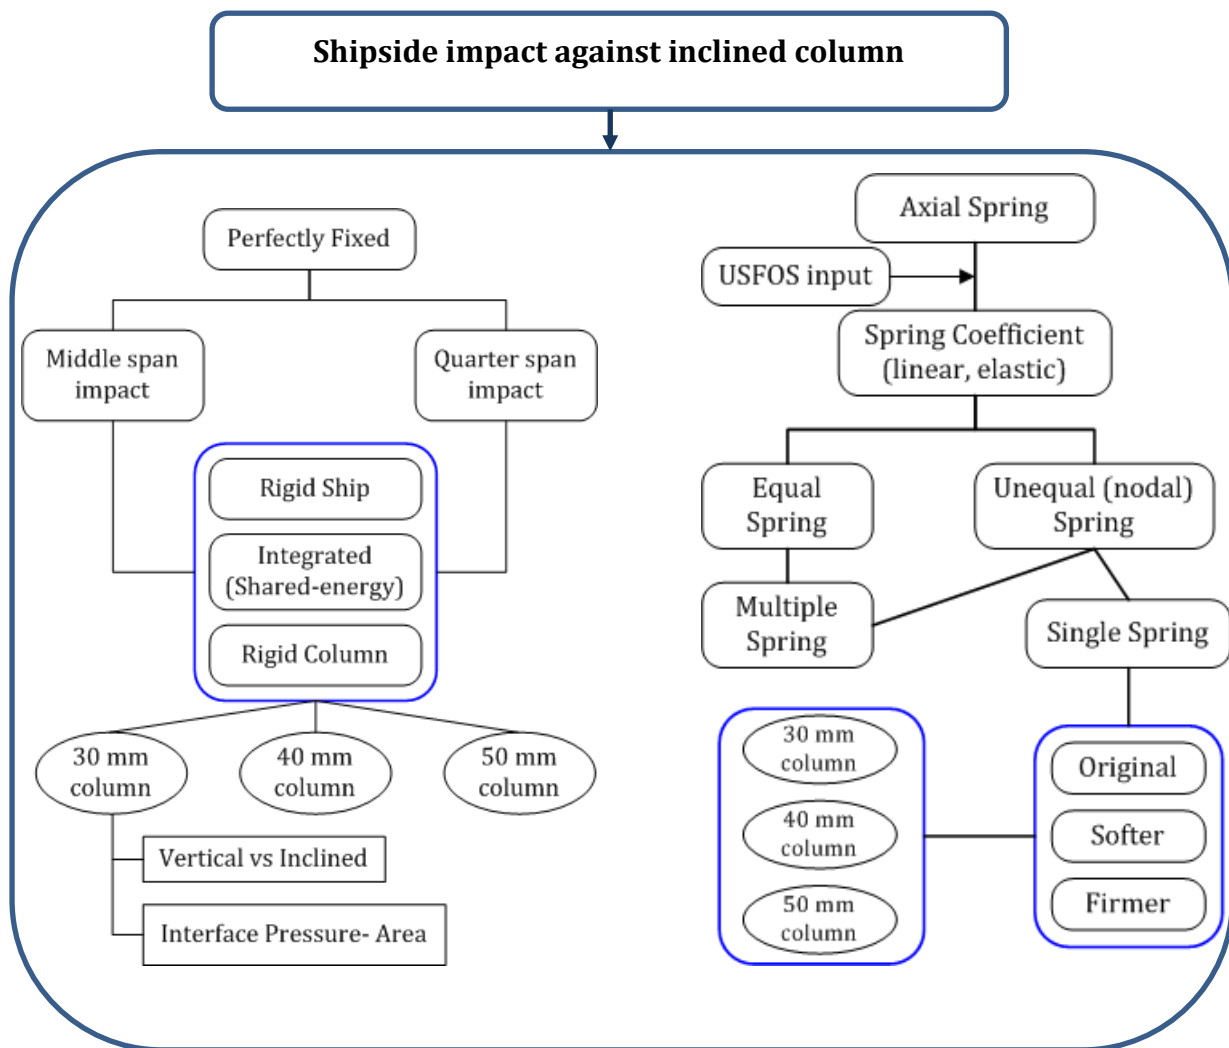 Shipside impact against inclined column
Perfectly Fixed
Middle span
impact
Quarter span
impact
Rigid Ship
Integrated
(Shared-energy)
Rigid Column
30 mm
column
40 mm
column
50 mm
column
Vertical vs Inclined
Interface Pressure- Area
Axial Spring
USFOS input
Spring Coefficient
(linear, elastic)
Equal
Spring
Unequal (nodal)
Spring
Multiple
Spring
Single Spring
30 mm
column
40 mm
column
50 mm
column
Original
Softer
Firmer